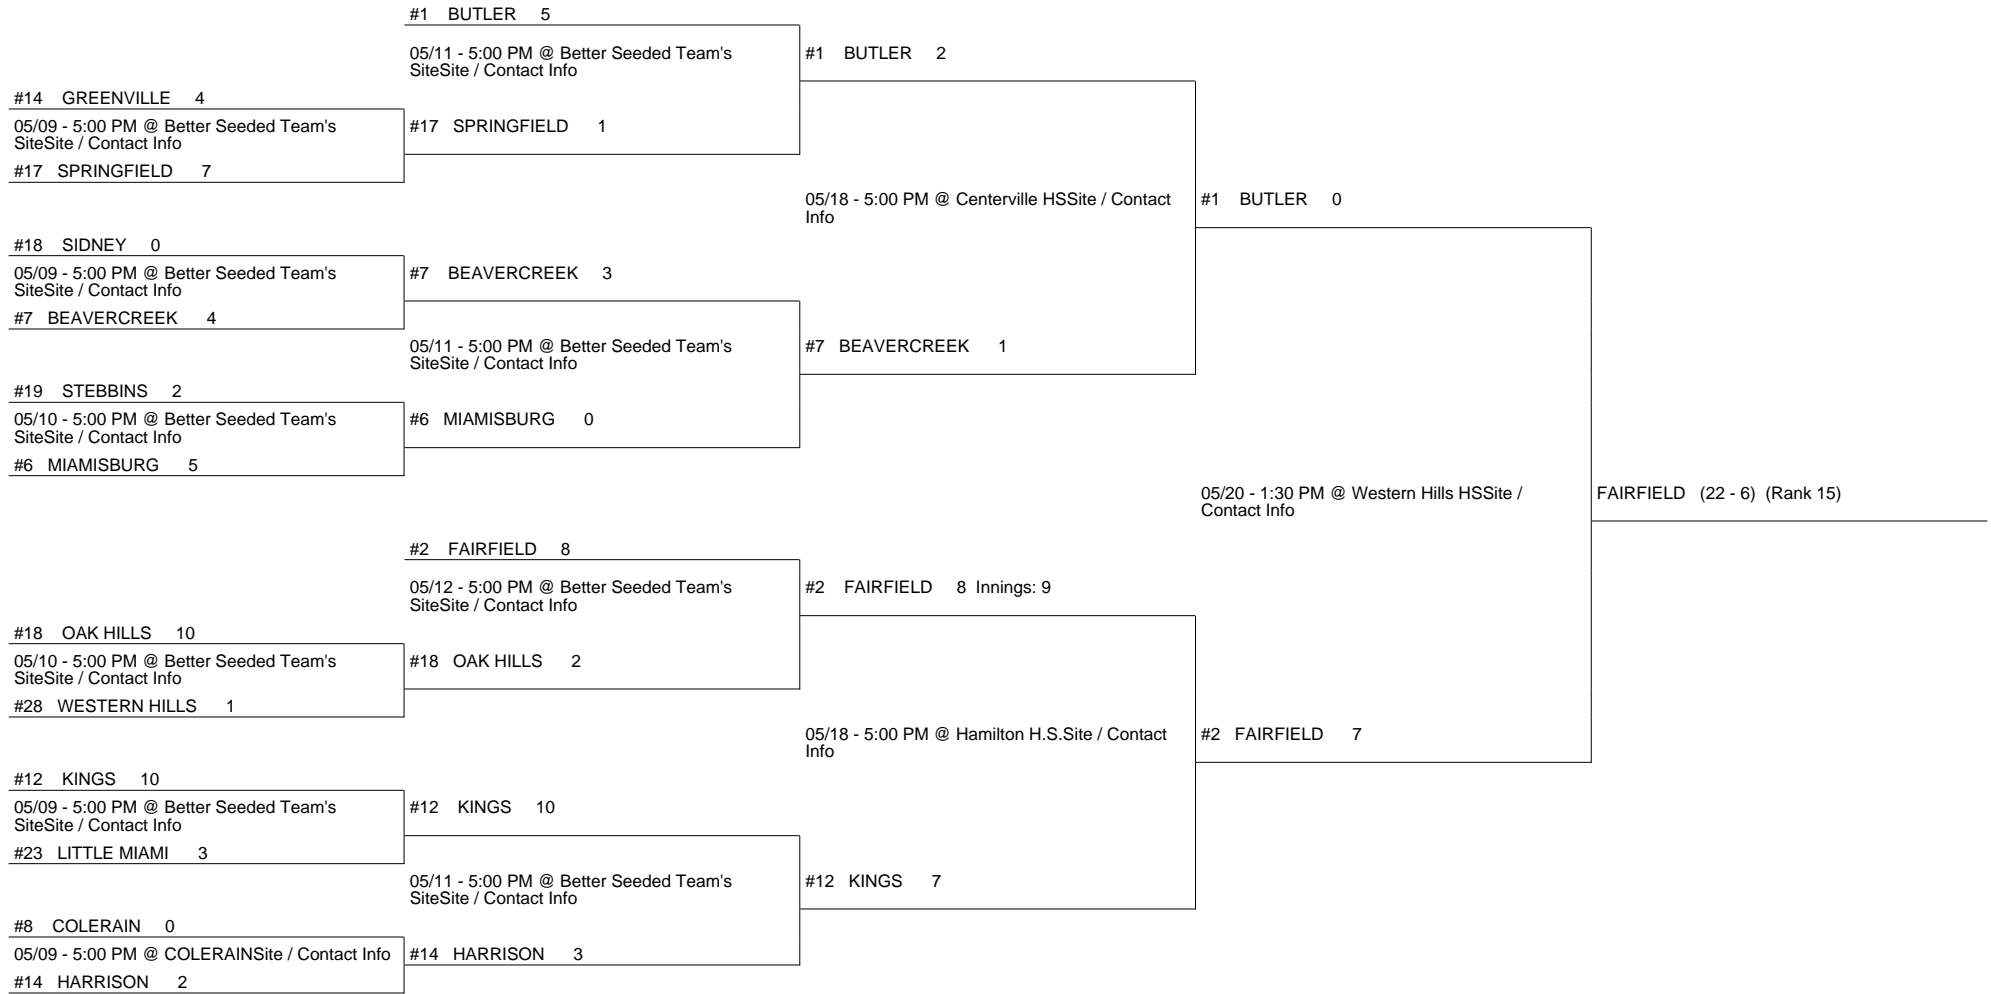 #1 BUTLER 5
05/11 - 5:00 PM @ Better Seeded Team's
SiteSite / Contact Info
#1 BUTLER 2
#14 GREENVILLE 4
05/09 - 5:00 PM @ Better Seeded Team's
SiteSite / Contact Info
#17 SPRINGFIELD 1
#17 SPRINGFIELD 7
05/18 - 5:00 PM @ Centerville HSSite / Contact
Info
#1 BUTLER 0
#18 SIDNEY 0
05/09 - 5:00 PM @ Better Seeded Team's
SiteSite / Contact Info
#7 BEAVERCREEK 3
#7 BEAVERCREEK 4
05/11 - 5:00 PM @ Better Seeded Team's
SiteSite / Contact Info
#7 BEAVERCREEK 1
#19 STEBBINS 2
05/10 - 5:00 PM @ Better Seeded Team's
SiteSite / Contact Info
#6 MIAMISBURG 0
#6 MIAMISBURG 5
05/20 - 1:30 PM @ Western Hills HSSite /
Contact Info
FAIRFIELD (22 - 6) (Rank 15)
#2 FAIRFIELD 8
05/12 - 5:00 PM @ Better Seeded Team's
SiteSite / Contact Info
#2 FAIRFIELD 8 Innings: 9
#18 OAK HILLS 10
05/10 - 5:00 PM @ Better Seeded Team's
SiteSite / Contact Info
#18 OAK HILLS 2
#28 WESTERN HILLS 1
05/18 - 5:00 PM @ Hamilton H.S.Site / Contact
Info
#2 FAIRFIELD 7
#12 KINGS 10
05/09 - 5:00 PM @ Better Seeded Team's
SiteSite / Contact Info
#12 KINGS 10
#23 LITTLE MIAMI 3
05/11 - 5:00 PM @ Better Seeded Team's
SiteSite / Contact Info
#12 KINGS 7
#8 COLERAIN 0
05/09 - 5:00 PM @ COLERAINSite / Contact Info
#14 HARRISON 3
#14 HARRISON 2